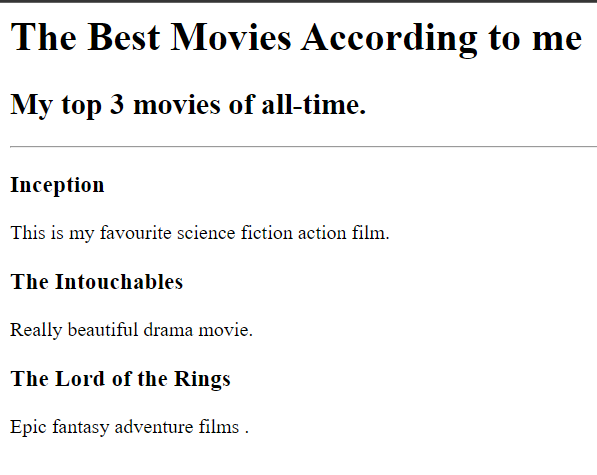 The Best Movies According to me
My top 3 movies of all-time.
Inception
This is my favourite science fiction action film.
The Intouchables
Really beautiful drama movie.
The Lord of the Rings
Epic fantasy adventure films .